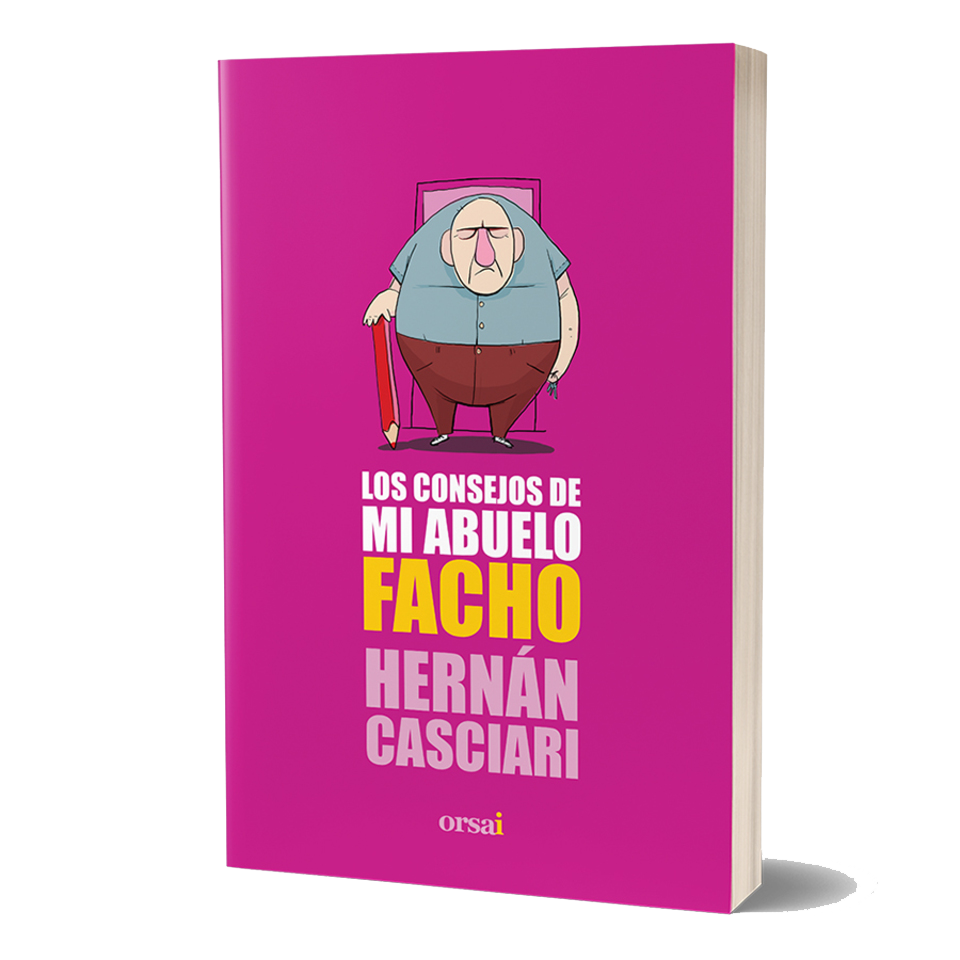 LOS CONSEJOS DE
MI ABUELO
FACHO
HERNÁN
CASCIARI
orsai